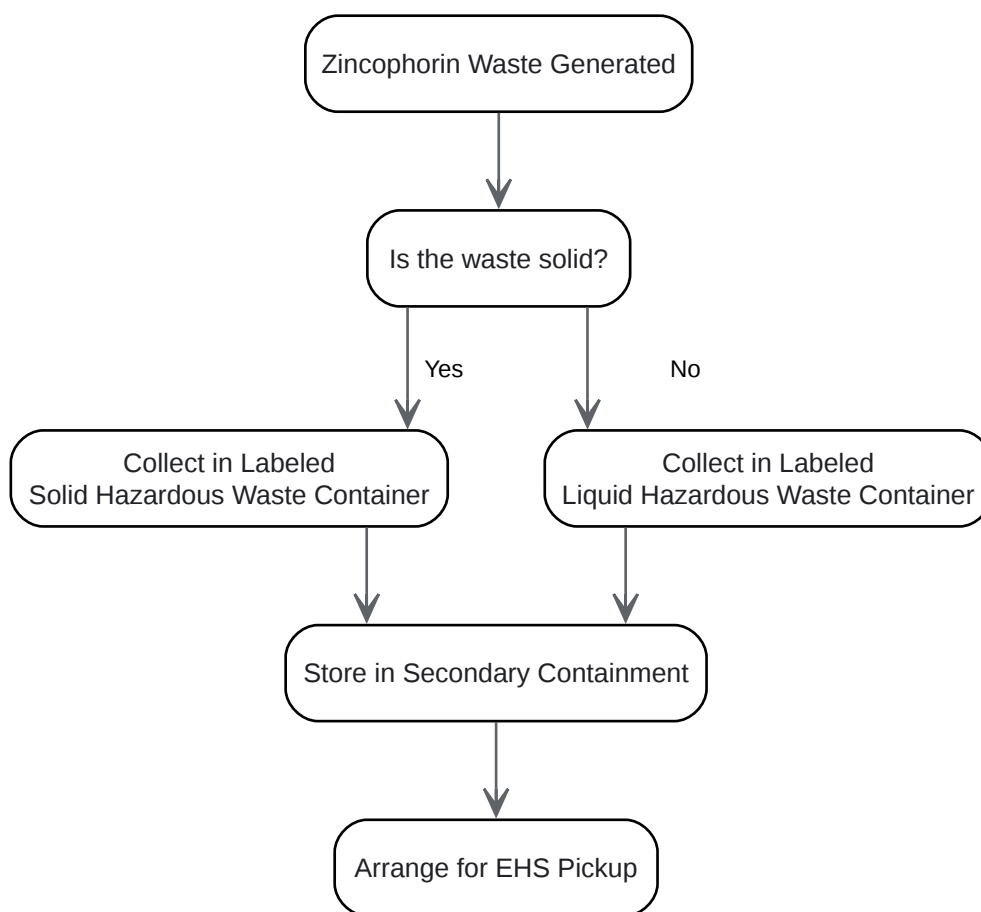 Zincophorin Waste Generated
Is the waste solid?
Yes
No
Collect in Labeled
Solid Hazardous Waste Container
Collect in Labeled
Liquid Hazardous Waste Container
Store in Secondary Containment
Arrange for EHS Pickup